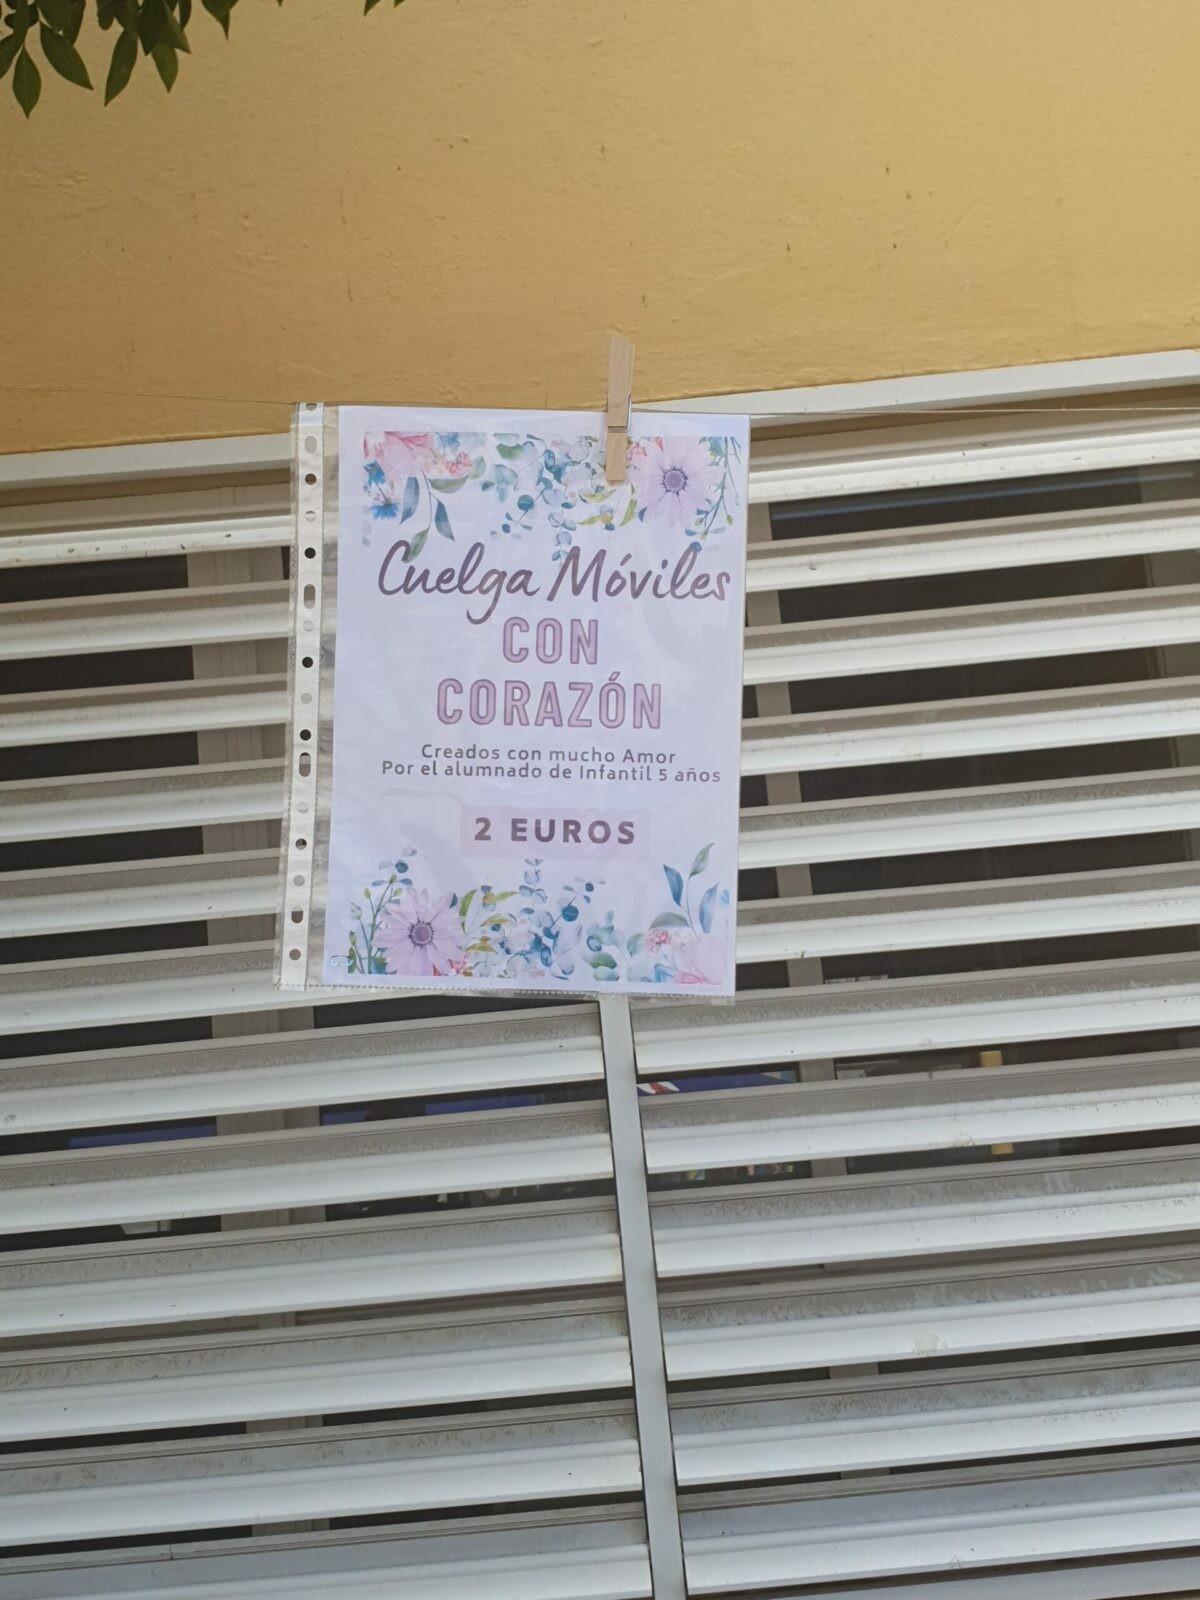 Cuelga Móviles
CON
CORAZÓN
Creados con mucho Amor
Por el alumnado de Infantil 5 años
2 EUROS